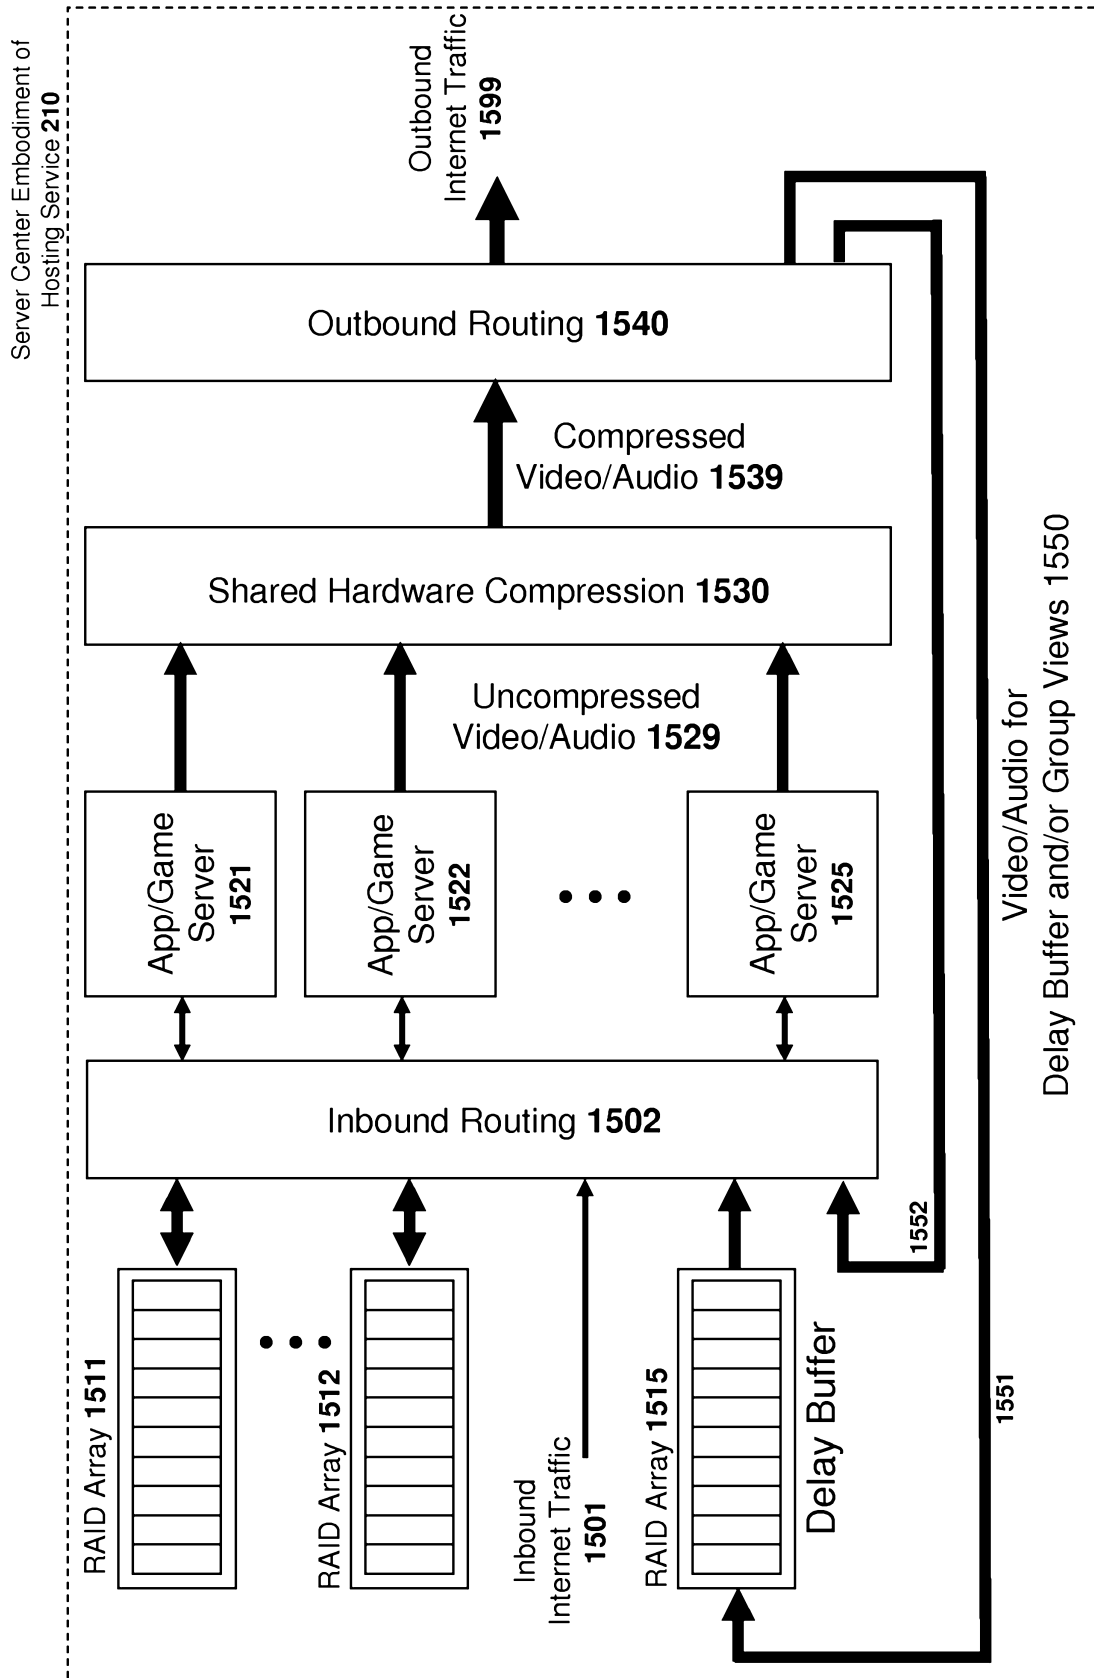 Server Center Embodiment of
Hosting Service 210
Outbound
Internet Traffic
1599
Outbound Routing 1540
Compressed
Video/Audio 1539
Shared Hardware Compression 1530
Uncompressed
Video/Audio 1529
App/Game
Server
1521
App/Game
Server
1522
App/Game
Server
1525
Inbound Routing 1502
RAID Array 1511
RAID Array 1512
Inbound
Internet Traffic
1501
RAID Array 1515
Delay Buffer
1552
1551
Video/Audio for
Delay Buffer and/or Group Views 1550